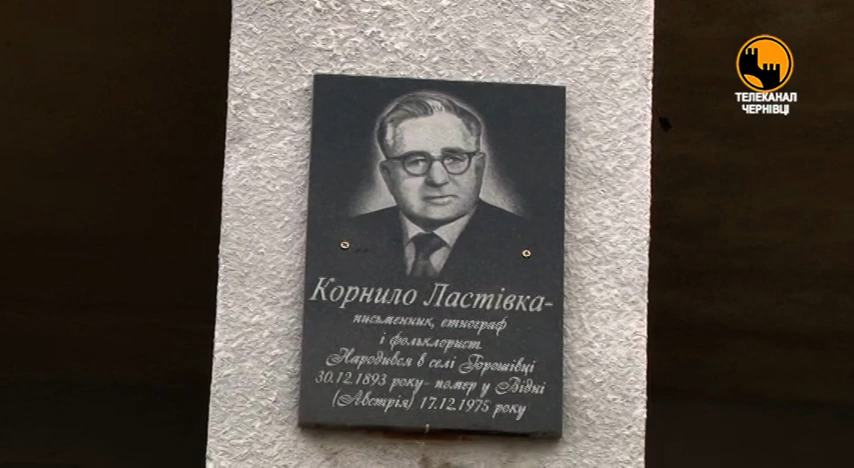 ТЕЛЕКАНАЛ
ЧЕРНІВЦІ
Корнило Ластівка-
письменник, етнограф
і фольклорист
Народився в селі Горошівці
30.12.1893 року- помер у Відні
(Австрія) 17.12.1975 року